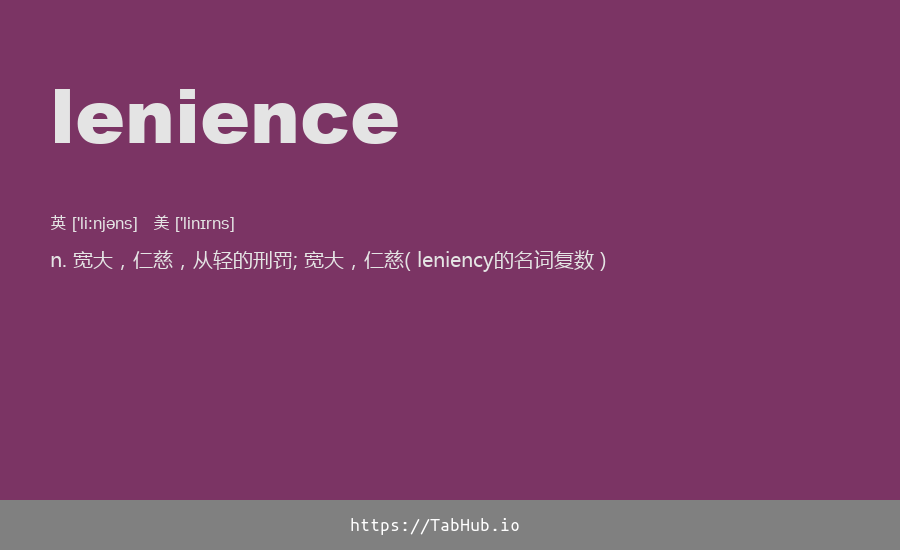 lenience
英 ['li:njəns] 美 ['linɪrns]
n. 宽大，仁慈，从轻的刑罚; 宽大，仁慈( leniency的名词复数 )
https://TabHub.io